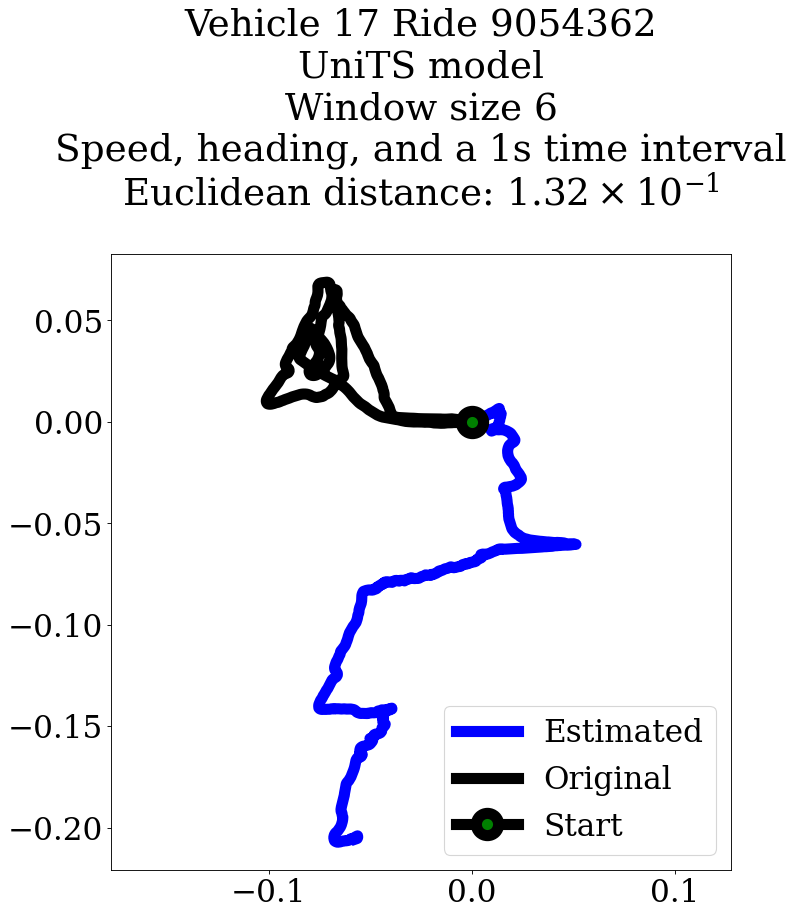 Vehicle 17 Ride 9054362
UniTS model
Window size 6
Speed, heading, and a 1s time interval
Euclidean distance: $1.32 \times 10^{-1}$
0.05
0.00
−0.05
−0.10
−0.15
−0.20
−0.1
0.0
0.1
Estimated
Original
Start